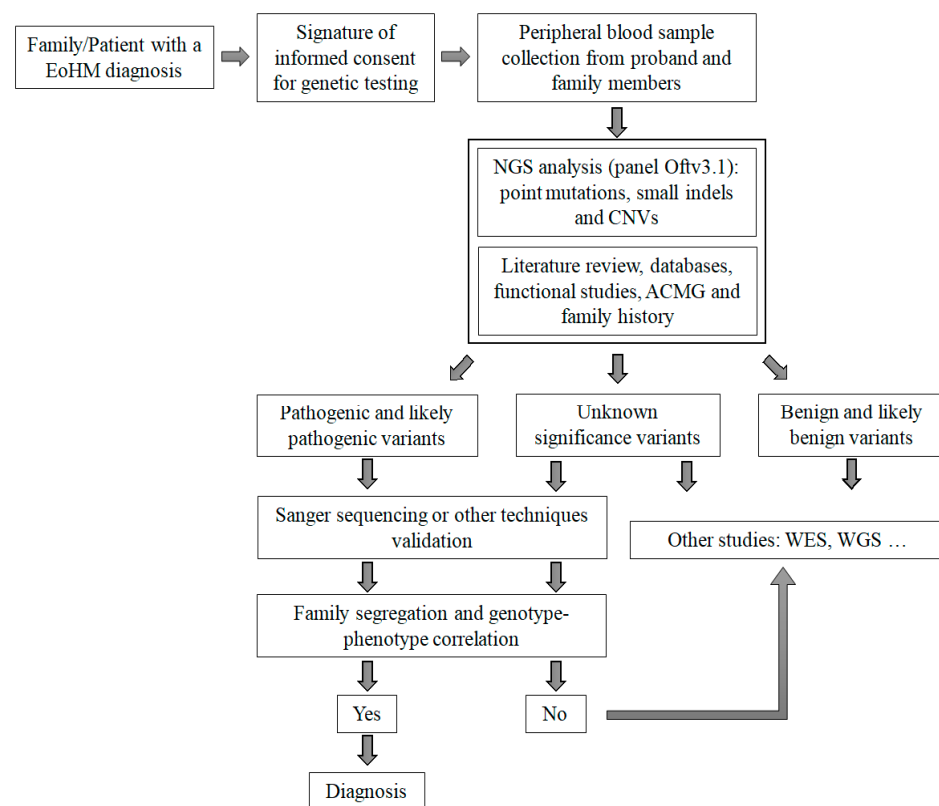 Family/Patient with a
EoHM diagnosis
Signature of
informed consent
for genetic testing
Peripheral blood sample
collection from proband and
family members
NGS analysis (panel Oftv3.1):
point mutations, small indels
and CNVs
Literature review, databases,
functional studies, ACMG and
family history
Pathogenic and likely
pathogenic variants
Unknown
significance variants
Benign and likely
benign variants
Sanger sequencing or other techniques
validation
Other studies: WES, WGS …
Family segregation and genotype-
phenotype correlation
Yes
No
Diagnosis